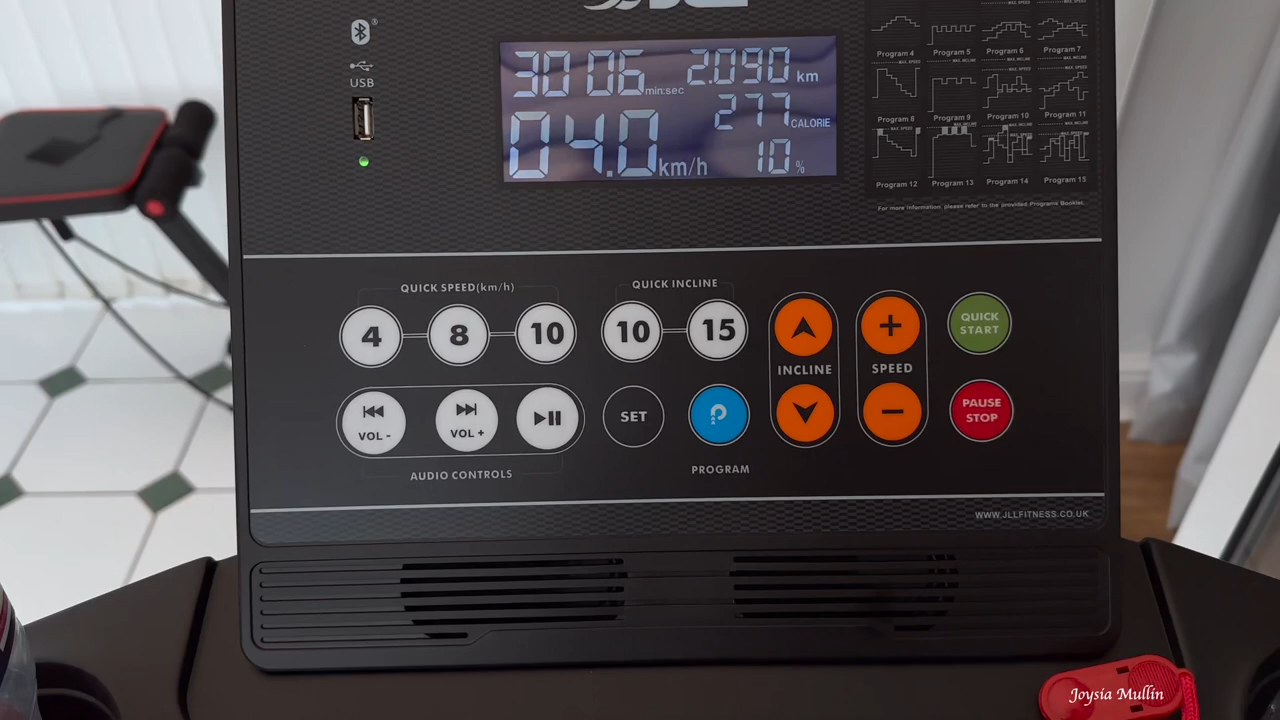 USB
30 06 min:sec 2.090 km
277 CALORIE
04.0 km/h 10 %
Program 4 Program 5 Program 6 Program 7
Program 8 Program 9 Program 10 Program 11
Program 12 Program 13 Program 14 Program 15
For more information, please refer to the provided Programs Booklet.
QUICK SPEED(km/h)
4 8 10
QUICK INCLINE
10 15
INCLINE
+ SPEED −
QUICK
START
VOL -
VOL +
AUDIO CONTROLS
SET
PROGRAM
PAUSE
STOP
WWW.JLLFITNESS.CO.UK
Joysia Mullin